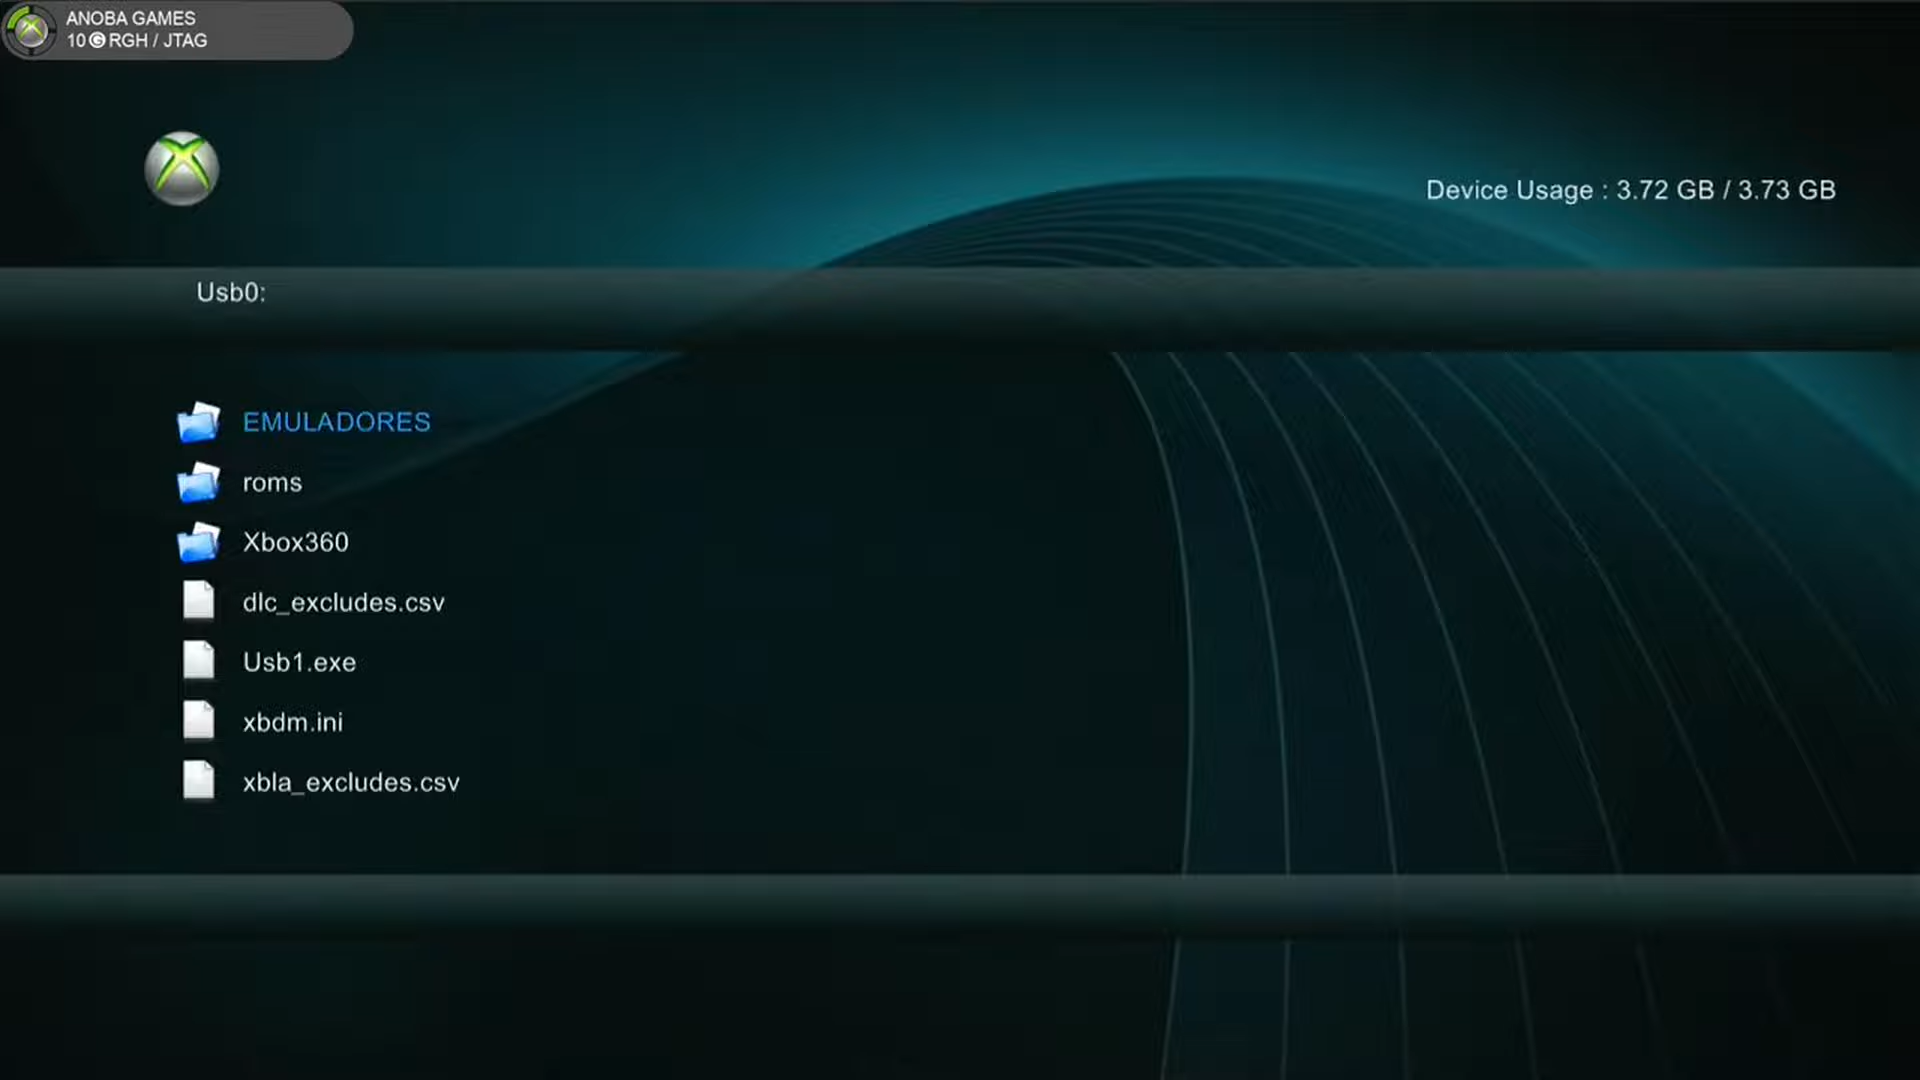 ANOBA GAMES
10 G RGH / JTAG
Device Usage : 3.72 GB / 3.73 GB
Usb0:
EMULADORES
roms
Xbox360
dlc_excludes.csv
Usb1.exe
xbdm.ini
xbla_excludes.csv